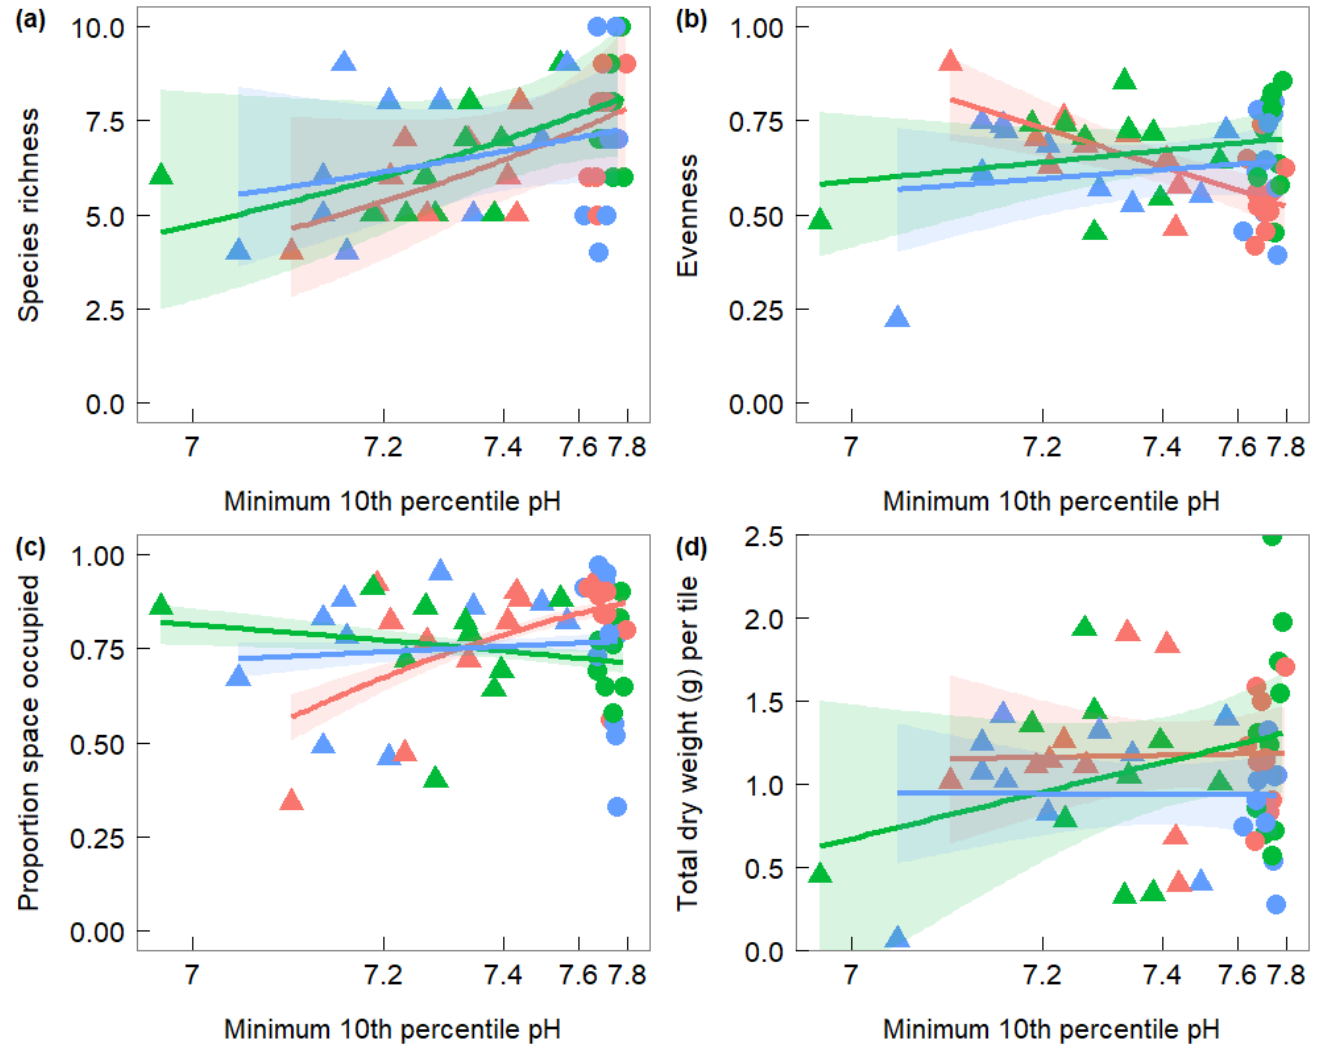 (a)
Species richness
10.0
7.5
5.0
2.5
0.0
7 7.2 7.4 7.6 7.8
Minimum 10th percentile pH
(b)
Evenness
1.00
0.75
0.50
0.25
0.00
7 7.2 7.4 7.6 7.8
Minimum 10th percentile pH
(c)
Proportion space occupied
1.00
0.75
0.50
0.25
0.00
7 7.2 7.4 7.6 7.8
Minimum 10th percentile pH
(d)
Total dry weight (g) per tile
2.5
2.0
1.5
1.0
0.5
0.0
7 7.2 7.4 7.6 7.8
Minimum 10th percentile pH